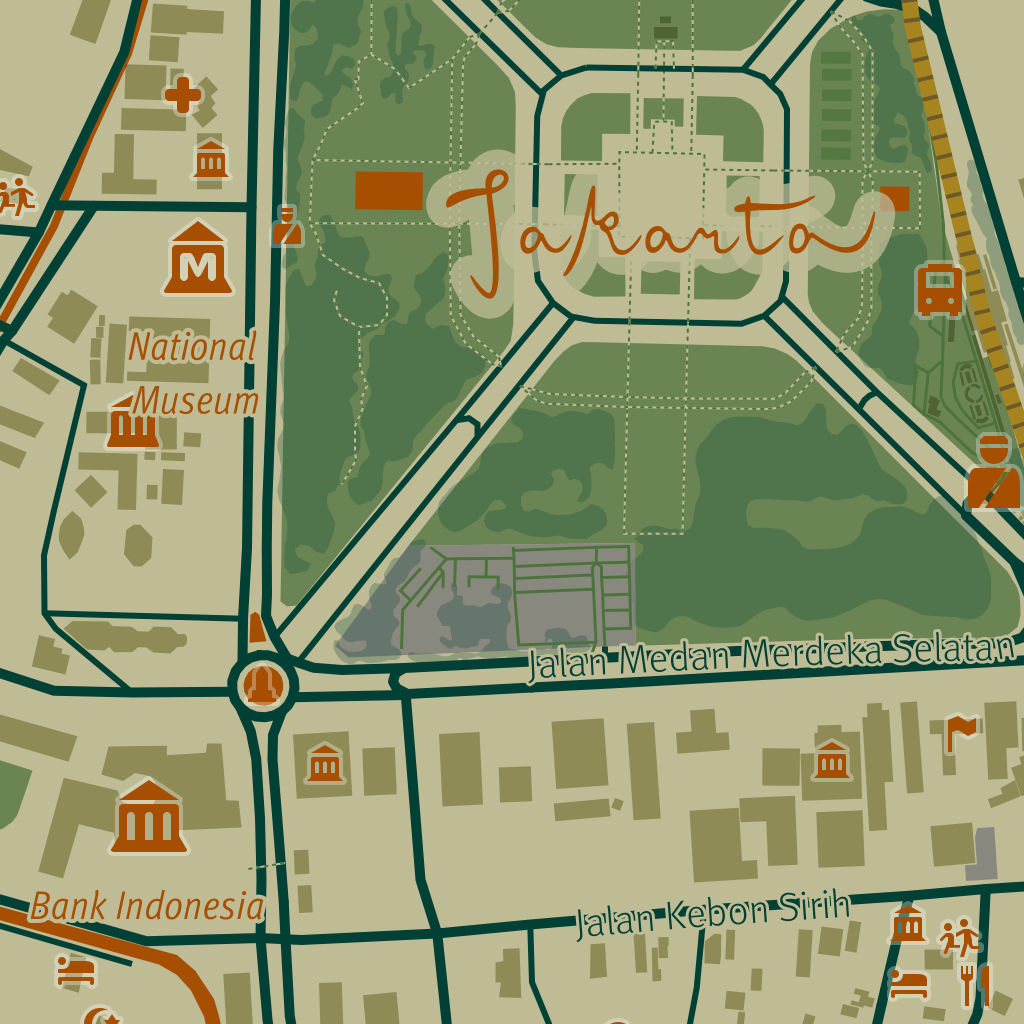 Jakarta
M
National
Museum
Jalan Medan Merdeka Selatan
Bank Indonesia
Jalan Kebon Sirih